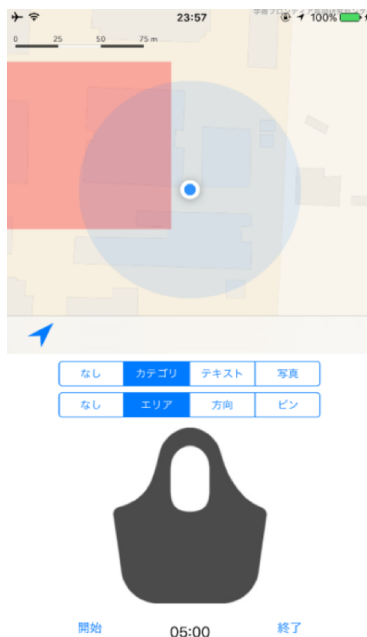 23:57
100%
0 25 50 75 m
なし カテゴリ テキスト 写真
なし エリア 方向 ピン
開始 05:00 終了